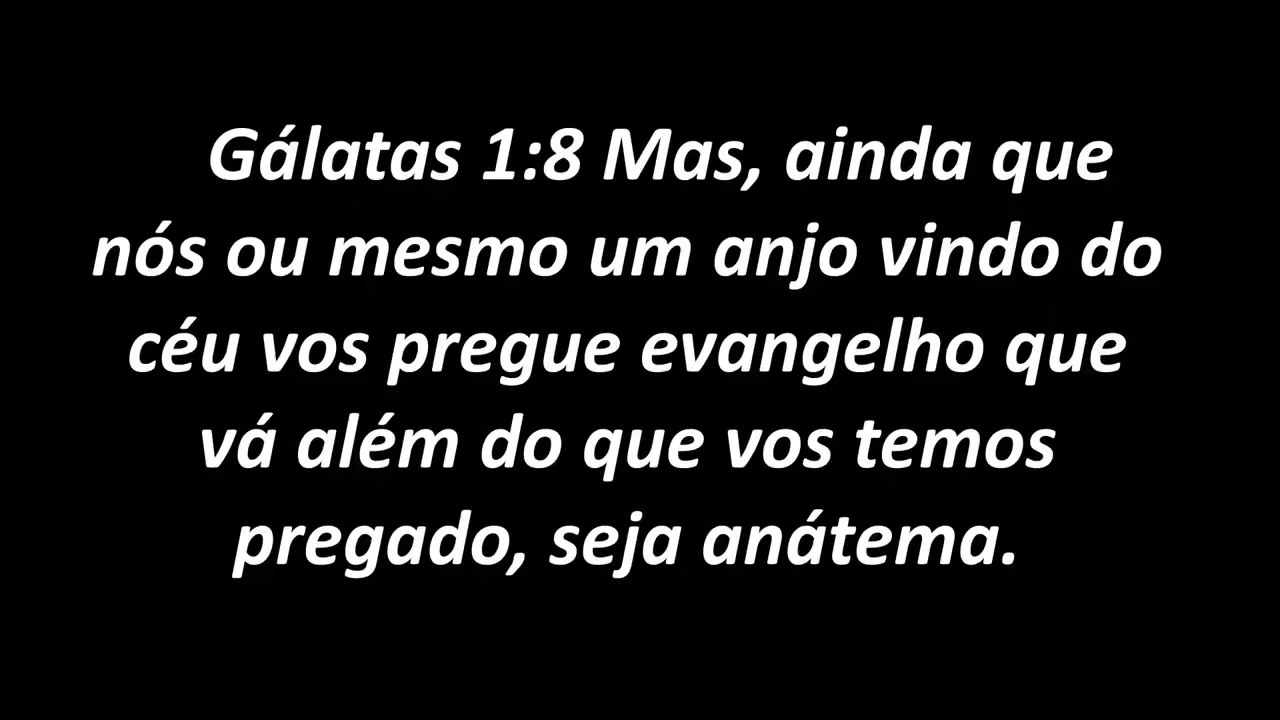 Gálatas 1:8 Mas, ainda que
nós ou mesmo um anjo vindo do
céu vos pregue evangelho que
vá além do que vos temos
pregado, seja anátema.